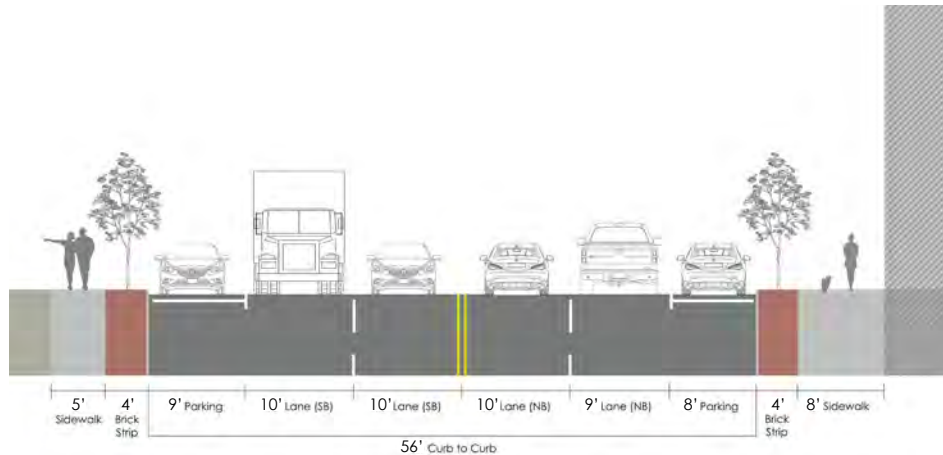 5’ Sidewalk
4’ Brick Strip
9’ Parking
10’ Lane (SB)
10’ Lane (SB)
10’ Lane (NB)
9’ Lane (NB)
8’ Parking
4’ Brick Strip
8’ Sidewalk
56’ Curb to Curb